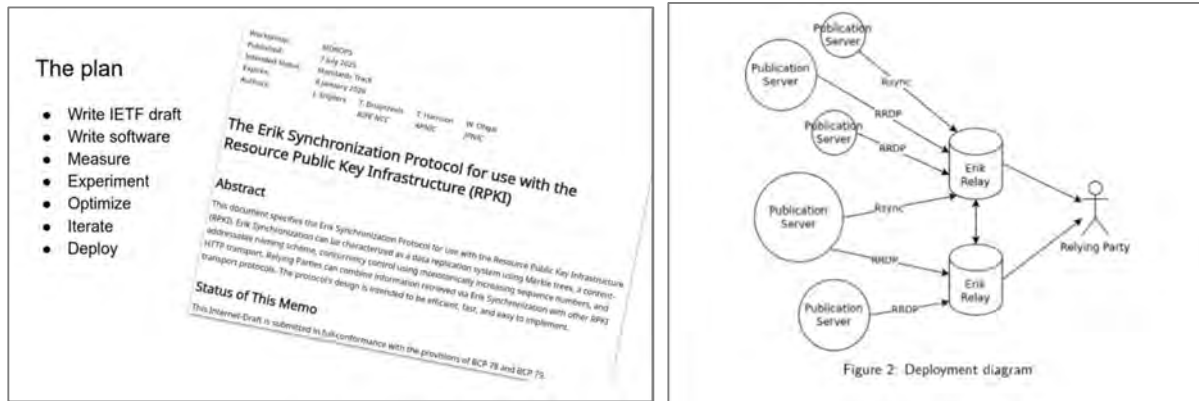 The plan
● Write IETF draft
● Write software
● Measure
● Experiment
● Optimize
● Iterate
● Deploy
Workgroup: SIDROPS
Published: 7 July 2025
Intended Status: Standards Track
Expires: 8 January 2026
Authors: J. Snijders T. Bruijnzeels T. Harrison W. Ohgai
RIPE NCC APNIC JPNIC
The Erik Synchronization Protocol for use with the
Resource Public Key Infrastructure (RPKI)
Abstract
This document specifies the Erik Synchronization Protocol for use with the Resource Public Key Infrastructure
(RPKI). Erik Synchronization can be characterized as a data replication system using Merkle trees, a content-
addressable naming scheme, concurrency control using monotonically increasing sequence numbers, and
HTTP transport. Relying Parties can combine information retrieved via Erik Synchronization with other RPKI
transport protocols. The protocol's design is intended to be efficient, fast, and easy to implement.
Status of This Memo
This Internet-Draft is submitted in full conformance with the provisions of BCP 78 and BCP 79.
Publication
Server
Publication
Server
Rsync
RRDP
Publication
Server
RRDP
Erik
Relay
Publication
Server
Rsync
Relying Party
RRDP
Erik
Relay
Publication
Server
RRDP
Figure 2: Deployment diagram